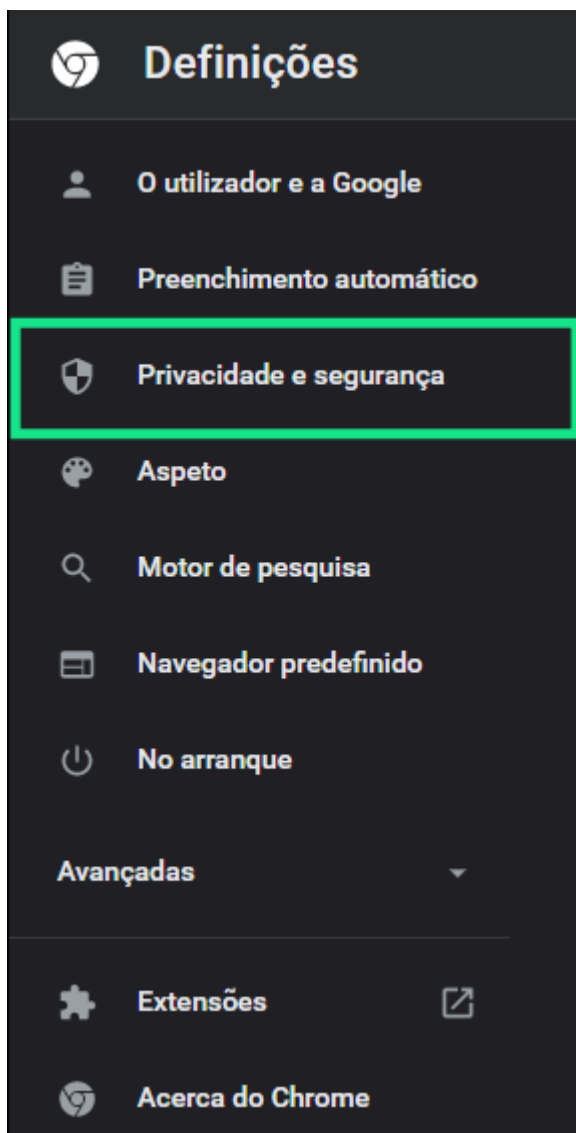 Definições
O utilizador e a Google
Preenchimento automático
Privacidade e segurança
Aspeto
Motor de pesquisa
Navegador predefinido
No arranque
Avançadas
Extensões
Acerca do Chrome